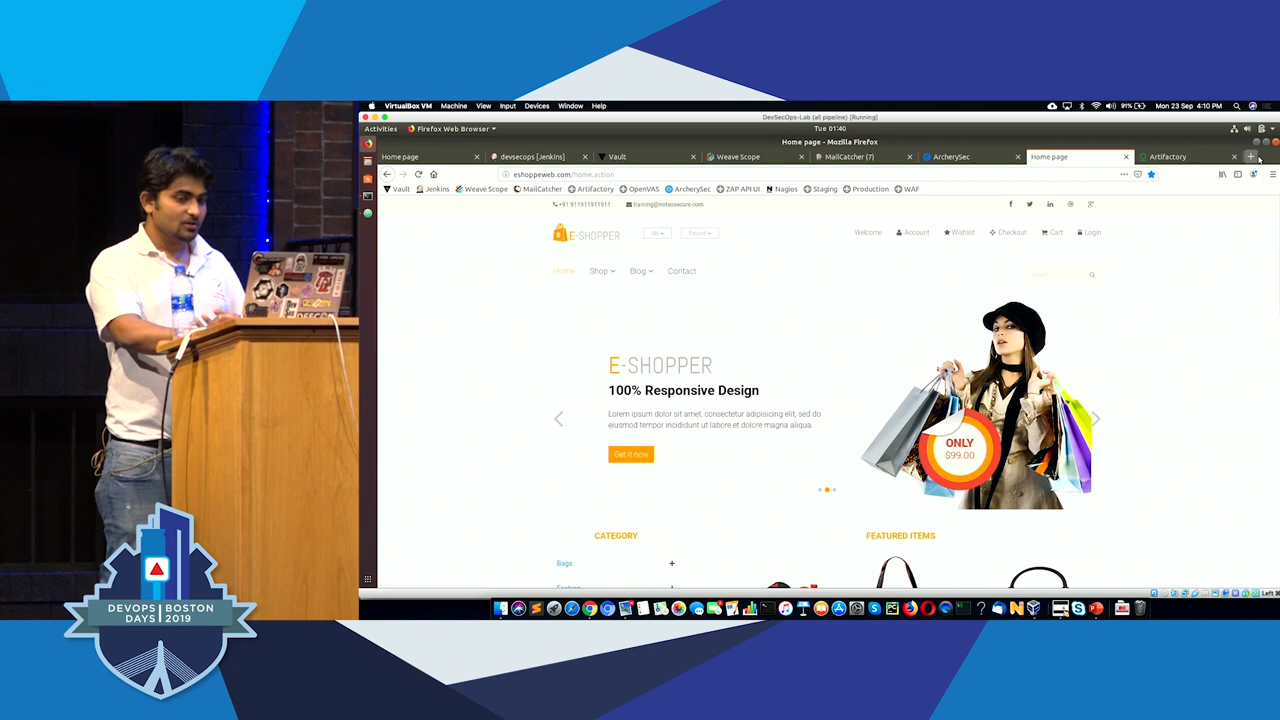 VirtualBox VM Machine View Input Devices Window Help 91% Mon 23 Sep 4:10 PM
DevSecOps-Lab (all pipeline) [Running]
Activities Firefox Web Browser Tue 01:40
Home page - Mozilla Firefox
Home page devsecops [Jenkins] Vault Weave Scope MailCatcher (7) ArcherySec Home page Artifactory
eshoppeweb.com/home.action
Vault Jenkins Weave Scope MailCatcher Artifactory OpenVAS ArcherySec ZAP API UI Nagios Staging Production WAF
+91 911911911911 training@notsosecure.com
E-SHOPPER UK Pound Welcome Account Wishlist Checkout Cart Login
Home Shop Blog Contact
E-SHOPPER
100% Responsive Design
Lorem ipsum dolor sit amet, consectetur adipisicing elit, sed do
eiusmod tempor incididunt ut labore et dolore magna aliqua.
Get it now
ONLY
$99.00
CATEGORY FEATURED ITEMS
Bags
Left ⌘
DEVOPS BOSTON
DAYS 2019